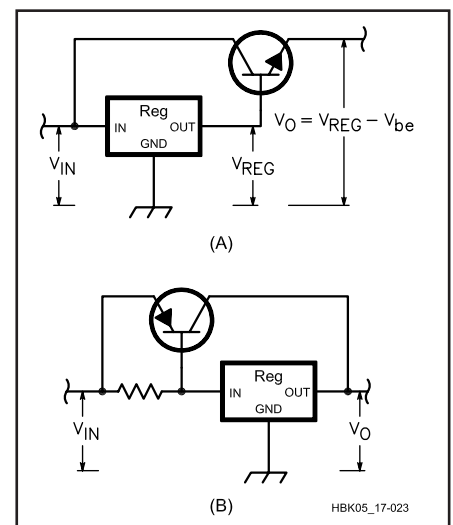 Reg
IN
OUT
GND
V_IN
V_REG
V_O = V_REG – V_be
(A)
Reg
IN
OUT
GND
V_IN
V_O
(B)
HBK05_17-023